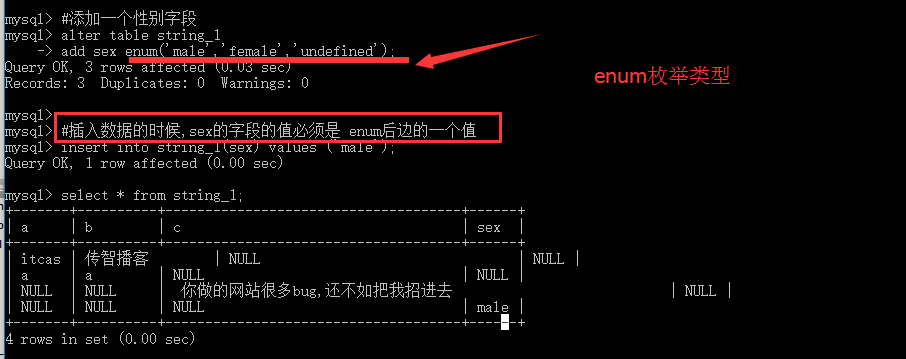 mysql> #添加一个性别字段
mysql> alter table string_1
    -> add sex enum('male','female','undefined');
Query OK, 3 rows affected (0.03 sec)
Records: 3  Duplicates: 0  Warnings: 0
enum枚举类型
mysql>
mysql> #插入数据的时候,sex的字段的值必须是 enum后边的一个值
mysql> insert into string_1(sex) values ('male');
Query OK, 1 row affected (0.00 sec)
mysql> select * from string_1;
| a | b | c | sex |
| itcas | 传智播客 | NULL | NULL |
| a | a | NULL | NULL |
| NULL | NULL | 你做的网站很多bug,还不如把我招进去 | NULL |
| NULL | NULL | NULL | male |
4 rows in set (0.00 sec)